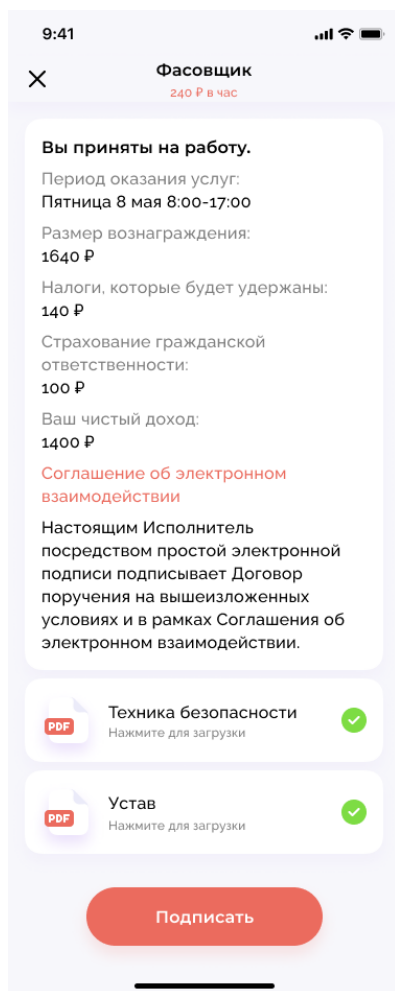 9:41
Фасовщик
240 ₽ в час
Вы приняты на работу.
Период оказания услуг:
Пятница 8 мая 8:00-17:00
Размер вознаграждения:
1640 ₽
Налоги, которые будет удержаны:
140 ₽
Страхование гражданской
ответственности:
100 ₽
Ваш чистый доход:
1400 ₽
Соглашение об электронном
взаимодействии
Настоящим Исполнитель
посредством простой электронной
подписи подписывает Договор
поручения на вышеизложенных
условиях и в рамках Соглашения об
электронном взаимодействии.
PDF
Техника безопасности
Нажмите для загрузки
PDF
Устав
Нажмите для загрузки
Подписать